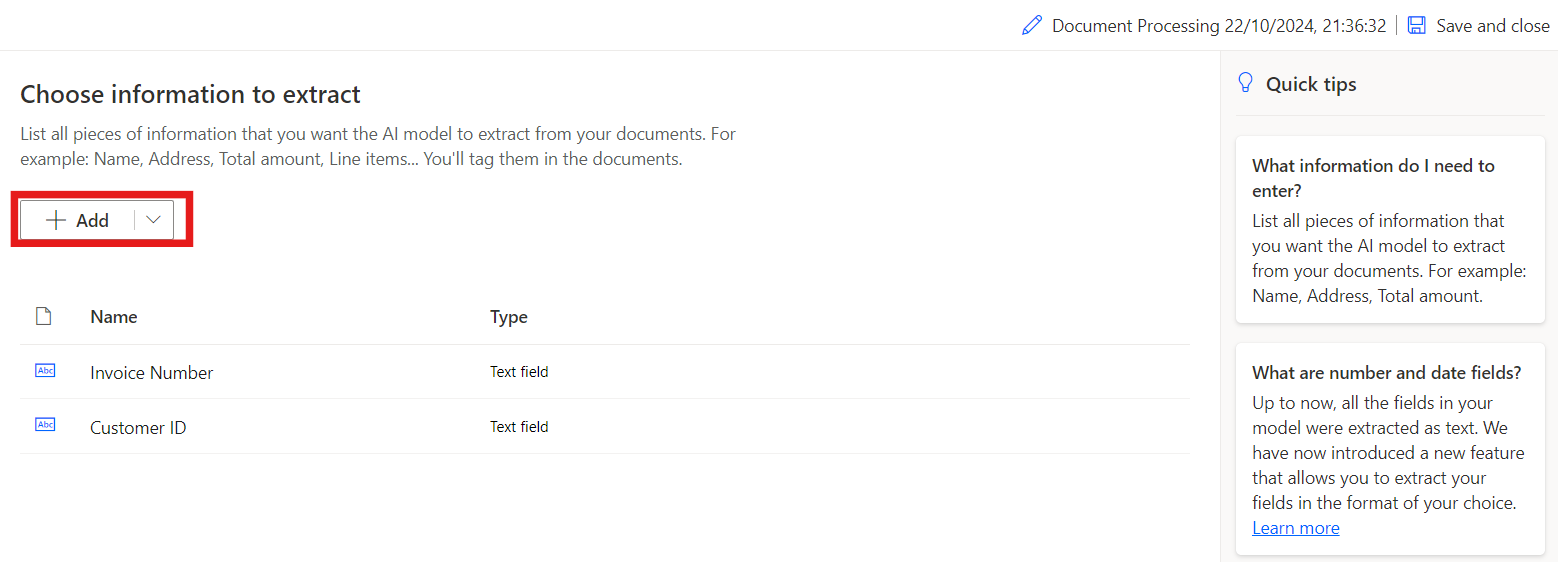 Document Processing 22/10/2024, 21:36:32
Save and close
Choose information to extract
List all pieces of information that you want the AI model to extract from your documents. For
example: Name, Address, Total amount, Line items... You'll tag them in the documents.
Add
Name Type
Abc Invoice Number Text field
Abc Customer ID Text field
Quick tips
What information do I need to
enter?
List all pieces of information that
you want the AI model to extract
from your documents. For example:
Name, Address, Total amount.
What are number and date fields?
Up to now, all the fields in your
model were extracted as text. We
have now introduced a new feature
that allows you to extract your
fields in the format of your choice.
Learn more